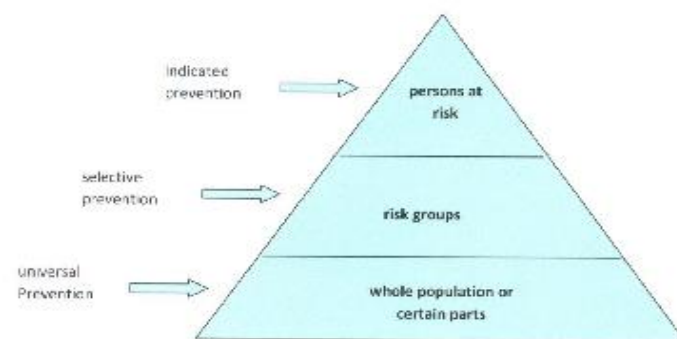 indicated
prevention
persons at
risk
selective
prevention
risk groups
universal
Prevention
whole population or
certain parts